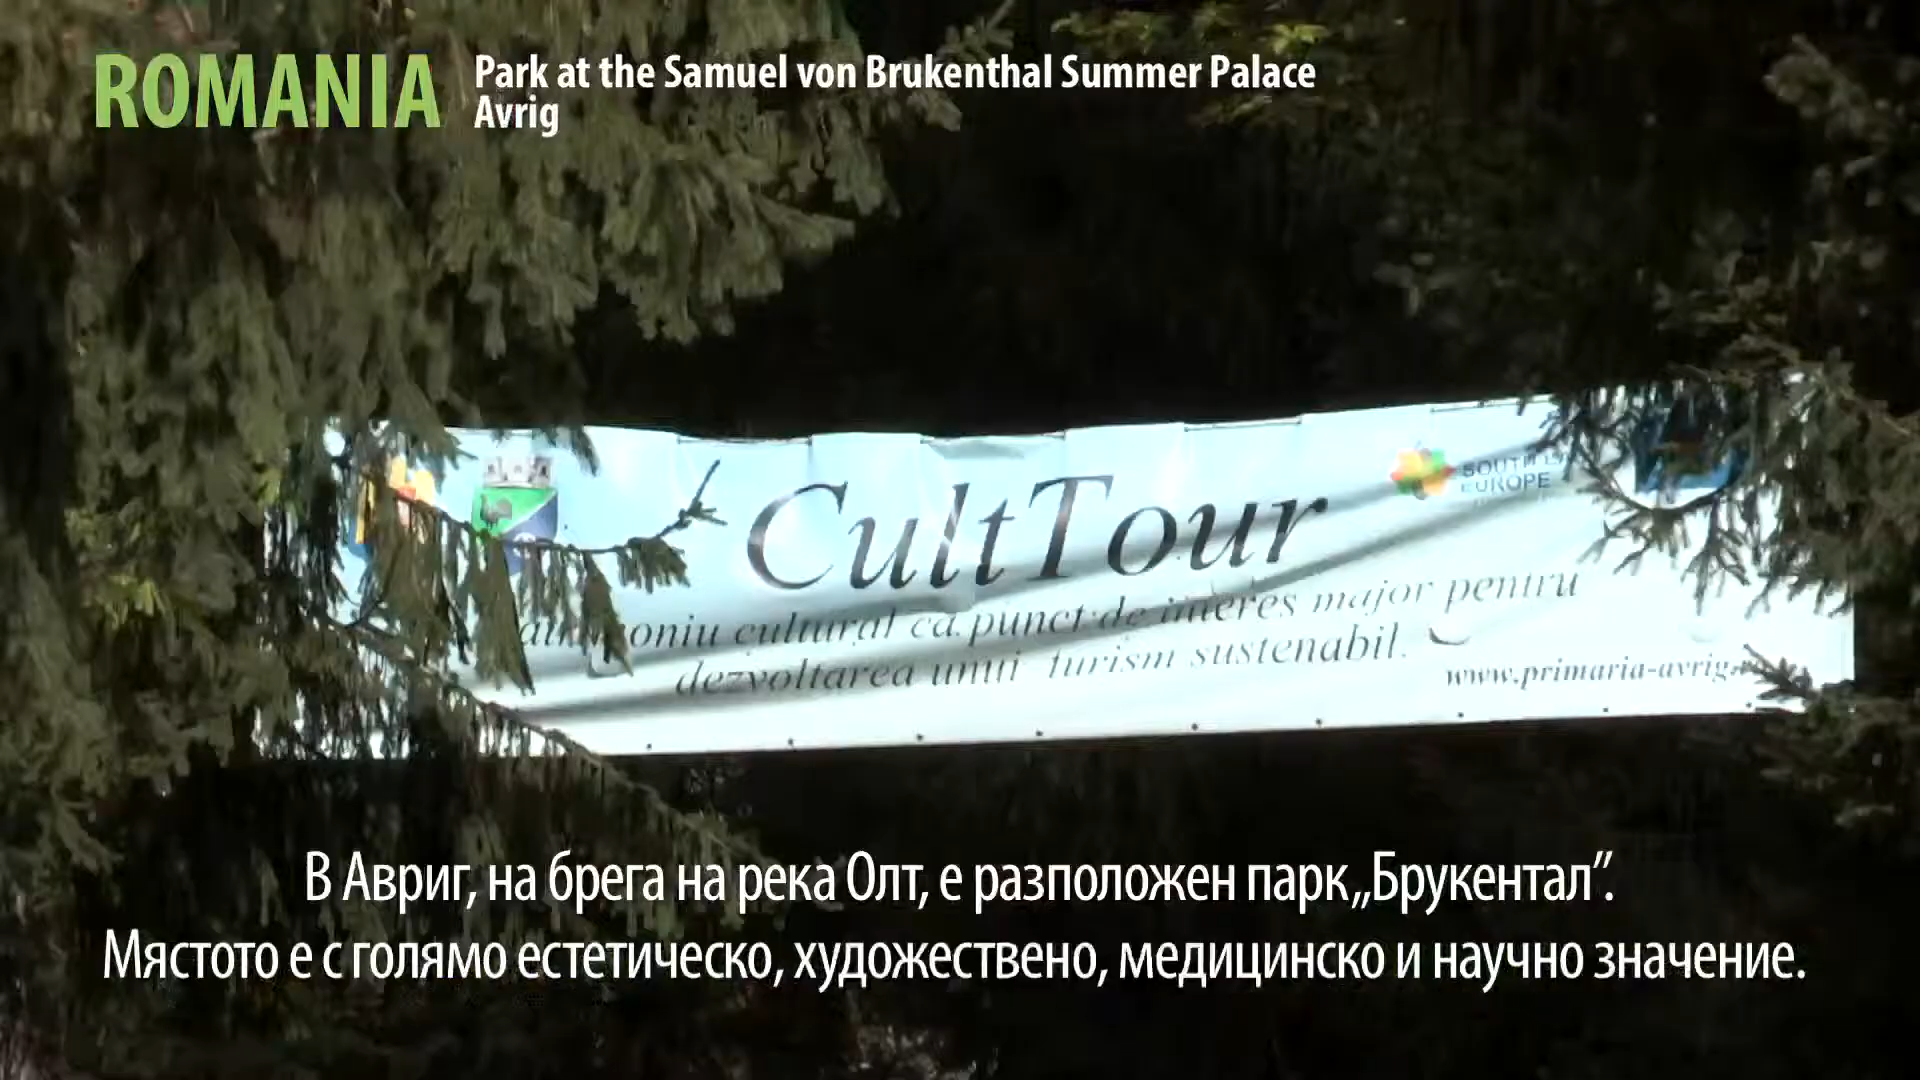 ROMANIA
Park at the Samuel von Brukenthal Summer Palace
Avrig
CultTour
SOUTH
EUROPE
cultural ca punct de interes major pentru
dezvoltarea unui turism sustenabil.
www.primaria-avrig.
В Авриг, на брега на река Олт, е разположен парк „Брукентал”.
Мястото е с голямо естетическо, художествено, медицинско и научно значение.